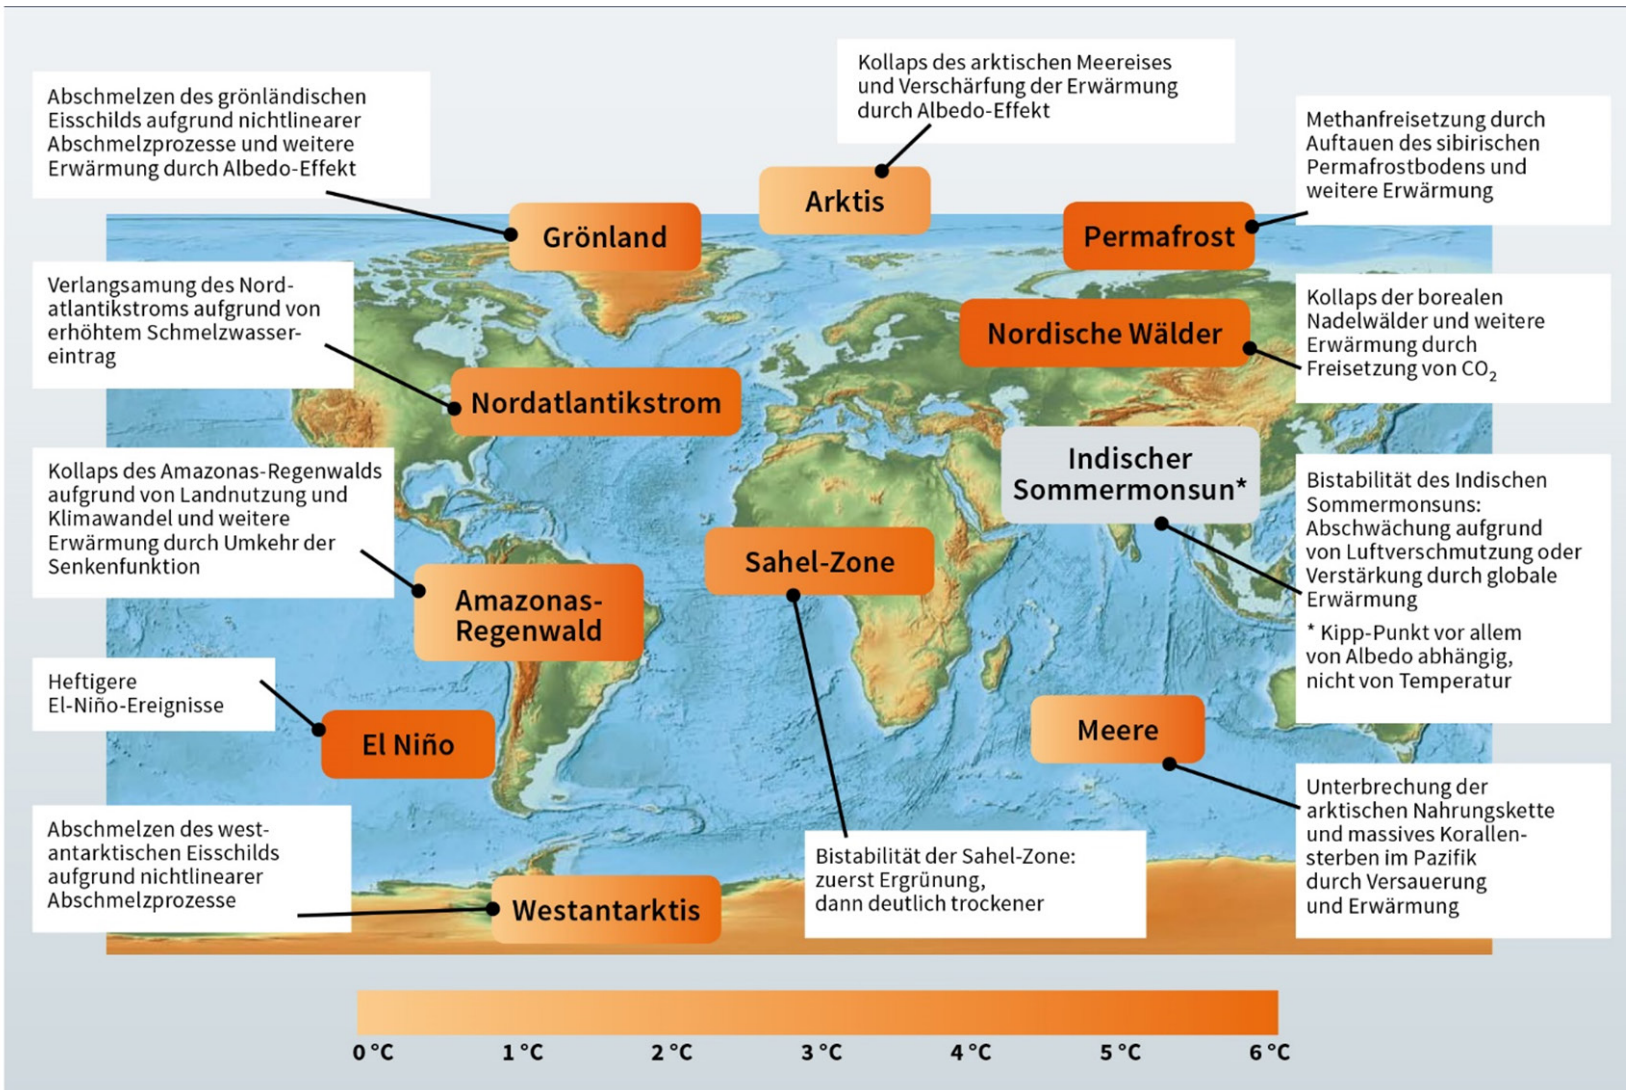 Kollaps des arktischen Meereises
und Verschärfung der Erwärmung
durch Albedo-Effekt
Arktis
Abschmelzen des grönländischen
Eisschilds aufgrund nichtlinearer
Abschmelzprozesse und weitere
Erwärmung durch Albedo-Effekt
Grönland
Methanfreisetzung durch
Auftauen des sibirischen
Permafrostbodens und
weitere Erwärmung
Permafrost
Verlangsamung des Nord-
atlantikstroms aufgrund von
erhöhtem Schmelzwasser-
eintrag
Nordatlantikstrom
Kollaps der borealen
Nadelwälder und weitere
Erwärmung durch
Freisetzung von CO₂
Nordische Wälder
Kollaps des Amazonas-Regenwalds
aufgrund von Landnutzung und
Klimawandel und weitere
Erwärmung durch Umkehr der
Senkenfunktion
Amazonas-
Regenwald
Sahel-Zone
Indischer
Sommermonsun*
Bistabilität des Indischen
Sommermonsuns:
Abschwächung aufgrund
von Luftverschmutzung oder
Verstärkung durch globale
Erwärmung
* Kipp-Punkt vor allem
von Albedo abhängig,
nicht von Temperatur
Heftigere
El-Niño-Ereignisse
El Niño
Meere
Unterbrechung der
arktischen Nahrungskette
und massives Korallen-
sterben im Pazifik
durch Versauerung
und Erwärmung
Abschmelzen des west-
antarktischen Eisschilds
aufgrund nichtlinearer
Abschmelzprozesse
Westantarktis
Bistabilität der Sahel-Zone:
zuerst Ergrünung,
dann deutlich trockener
0 °C 1 °C 2 °C 3 °C 4 °C 5 °C 6 °C